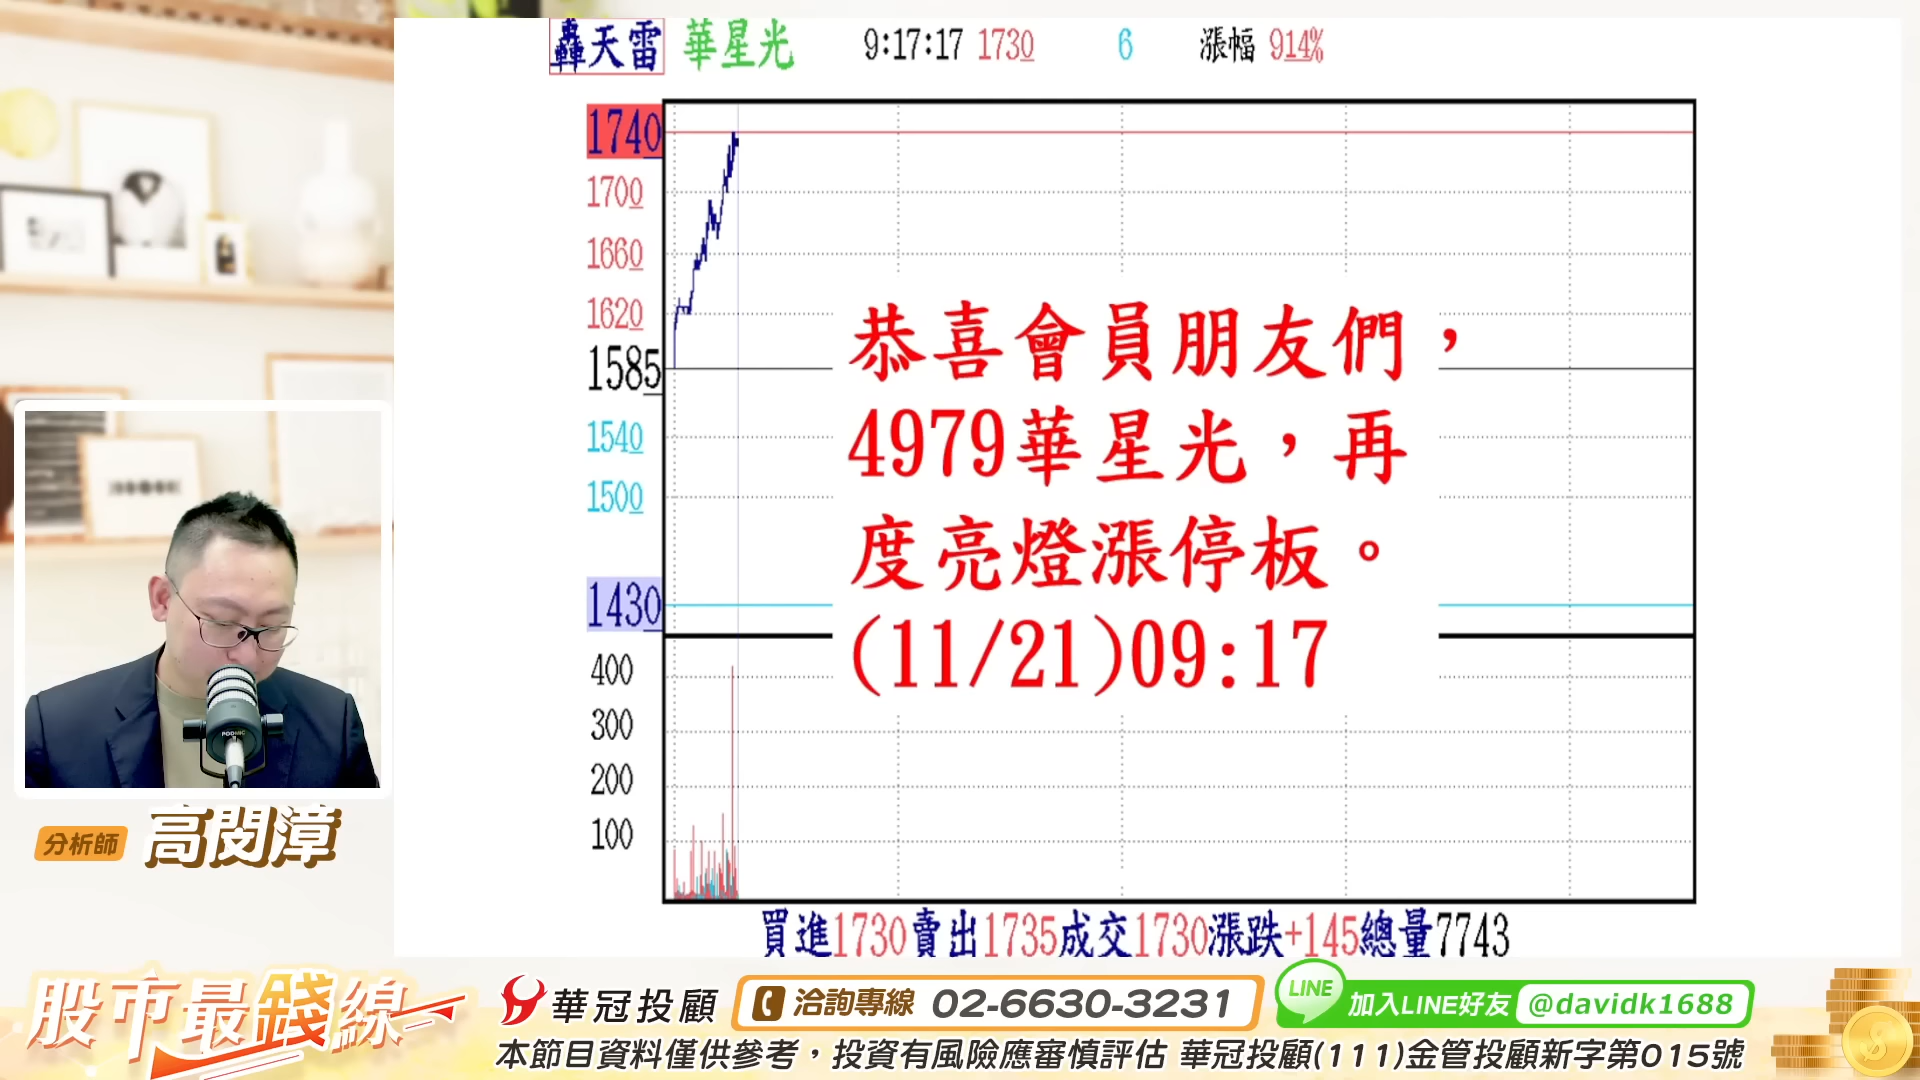 轟天雷 華星光 9:17:17 1730 6 漲幅 914%
1740
1700
1660
1620
1585
1540
1500
1430
400
300
200
100
恭喜會員朋友們，
4979華星光，再
度亮燈漲停板。
(11/21)09:17
買進1730賣出1735成交1730漲跌+145總量7743
分析師 高閔漳
股市最錢線
華冠投顧 洽詢專線 02-6630-3231 LINE 加入LINE好友 @davidk1688
本節目資料僅供參考，投資有風險應審慎評估 華冠投顧(111)金管投顧新字第015號